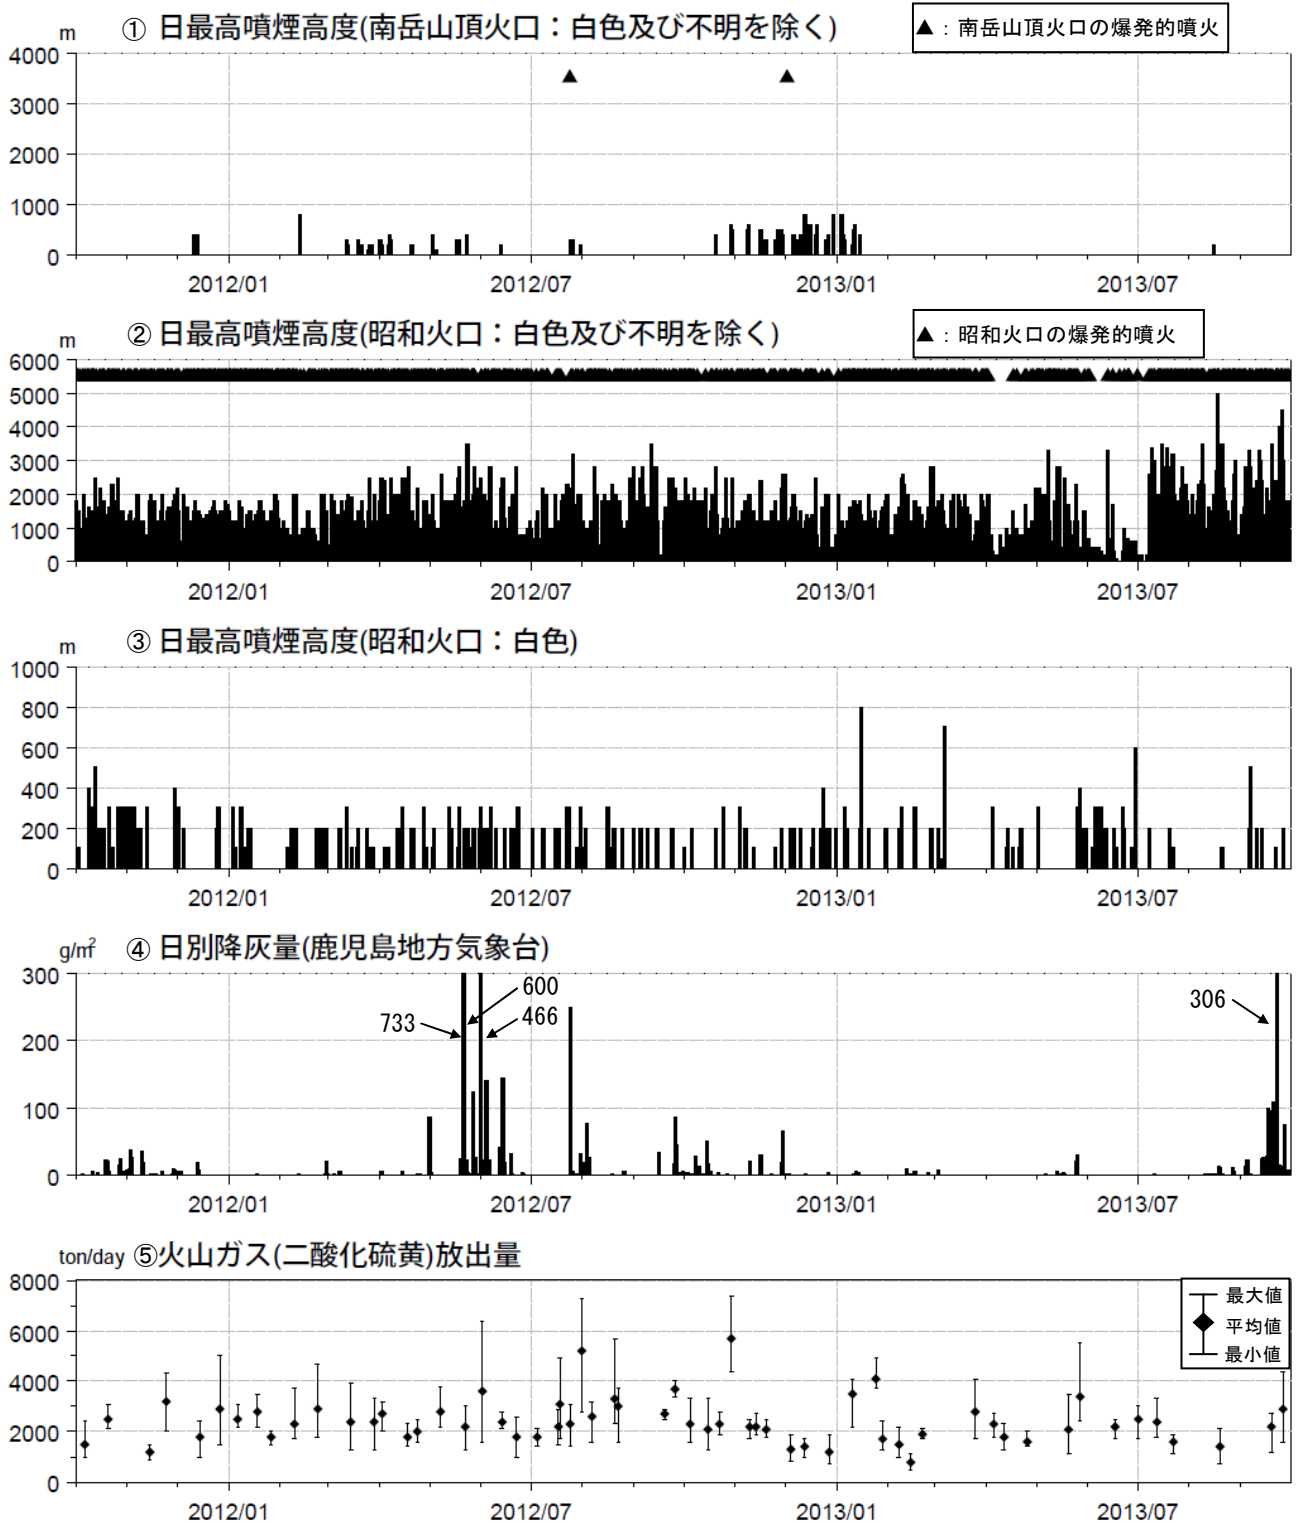 m ① 日最高噴煙高度(南岳山頂火口：白色及び不明を除く)
▲：南岳山頂火口の爆発的噴火
4000
3000
2000
1000
0
2012/01 2012/07 2013/01 2013/07
m ② 日最高噴煙高度(昭和火口：白色及び不明を除く)
▲：昭和火口の爆発的噴火
6000
5000
4000
3000
2000
1000
0
2012/01 2012/07 2013/01 2013/07
m ③ 日最高噴煙高度(昭和火口：白色)
1000
800
600
400
200
0
2012/01 2012/07 2013/01 2013/07
g/㎡ ④ 日別降灰量(鹿児島地方気象台)
300
200
100
0
733
600
466
306
2012/01 2012/07 2013/01 2013/07
ton/day ⑤火山ガス(二酸化硫黄)放出量
8000
6000
4000
2000
0
最大値
平均値
最小値
2012/01 2012/07 2013/01 2013/07